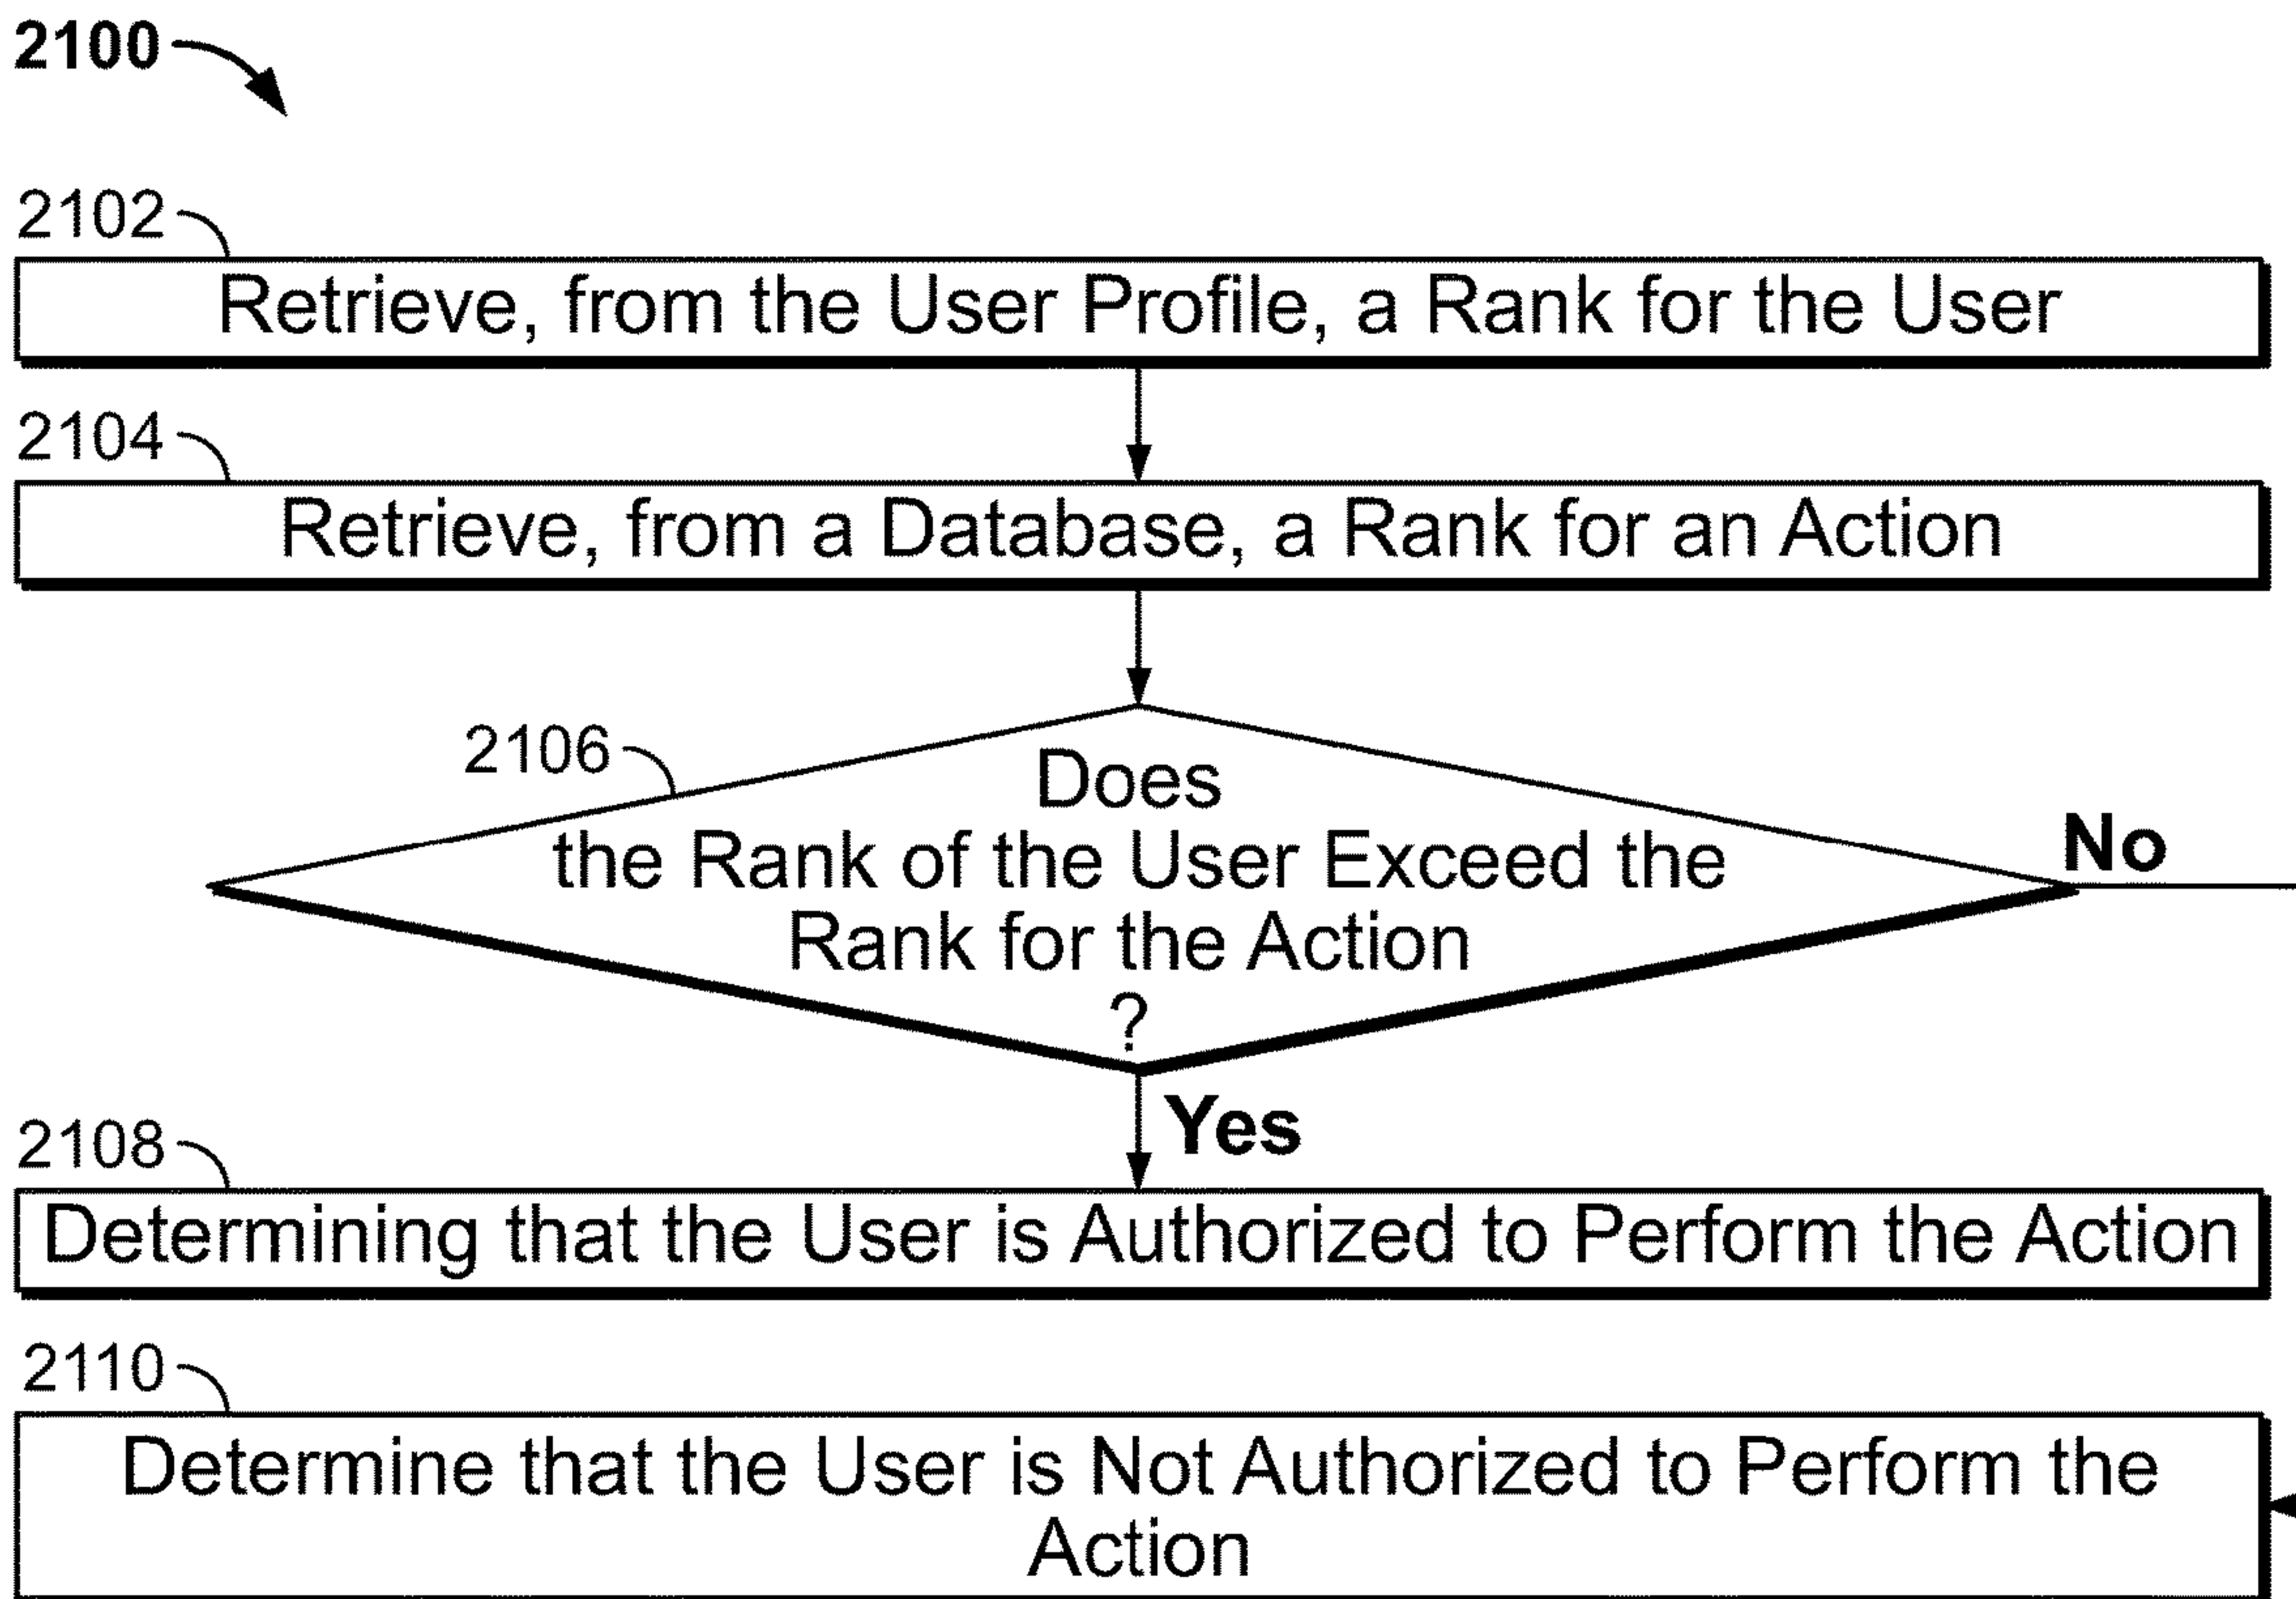 2100
2102
Retrieve, from the User Profile, a Rank for the User
2104
Retrieve, from a Database, a Rank for an Action
2106
Does
the Rank of the User Exceed the
Rank for the Action
?
No
Yes
2108
Determining that the User is Authorized to Perform the Action
2110
Determine that the User is Not Authorized to Perform the
Action